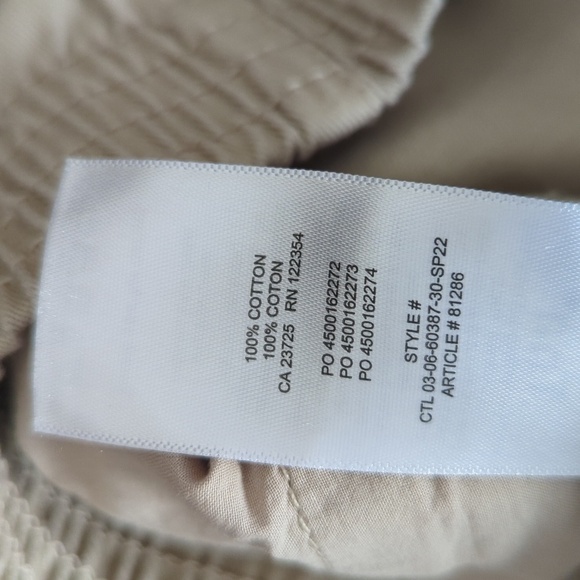 100% COTTON
100% COTON
CA 23725 RN 122354
PO 4500162272
PO 4500162273
PO 4500162274
STYLE #
CTL 03-06-60387-30-SP22
ARTICLE # 81286